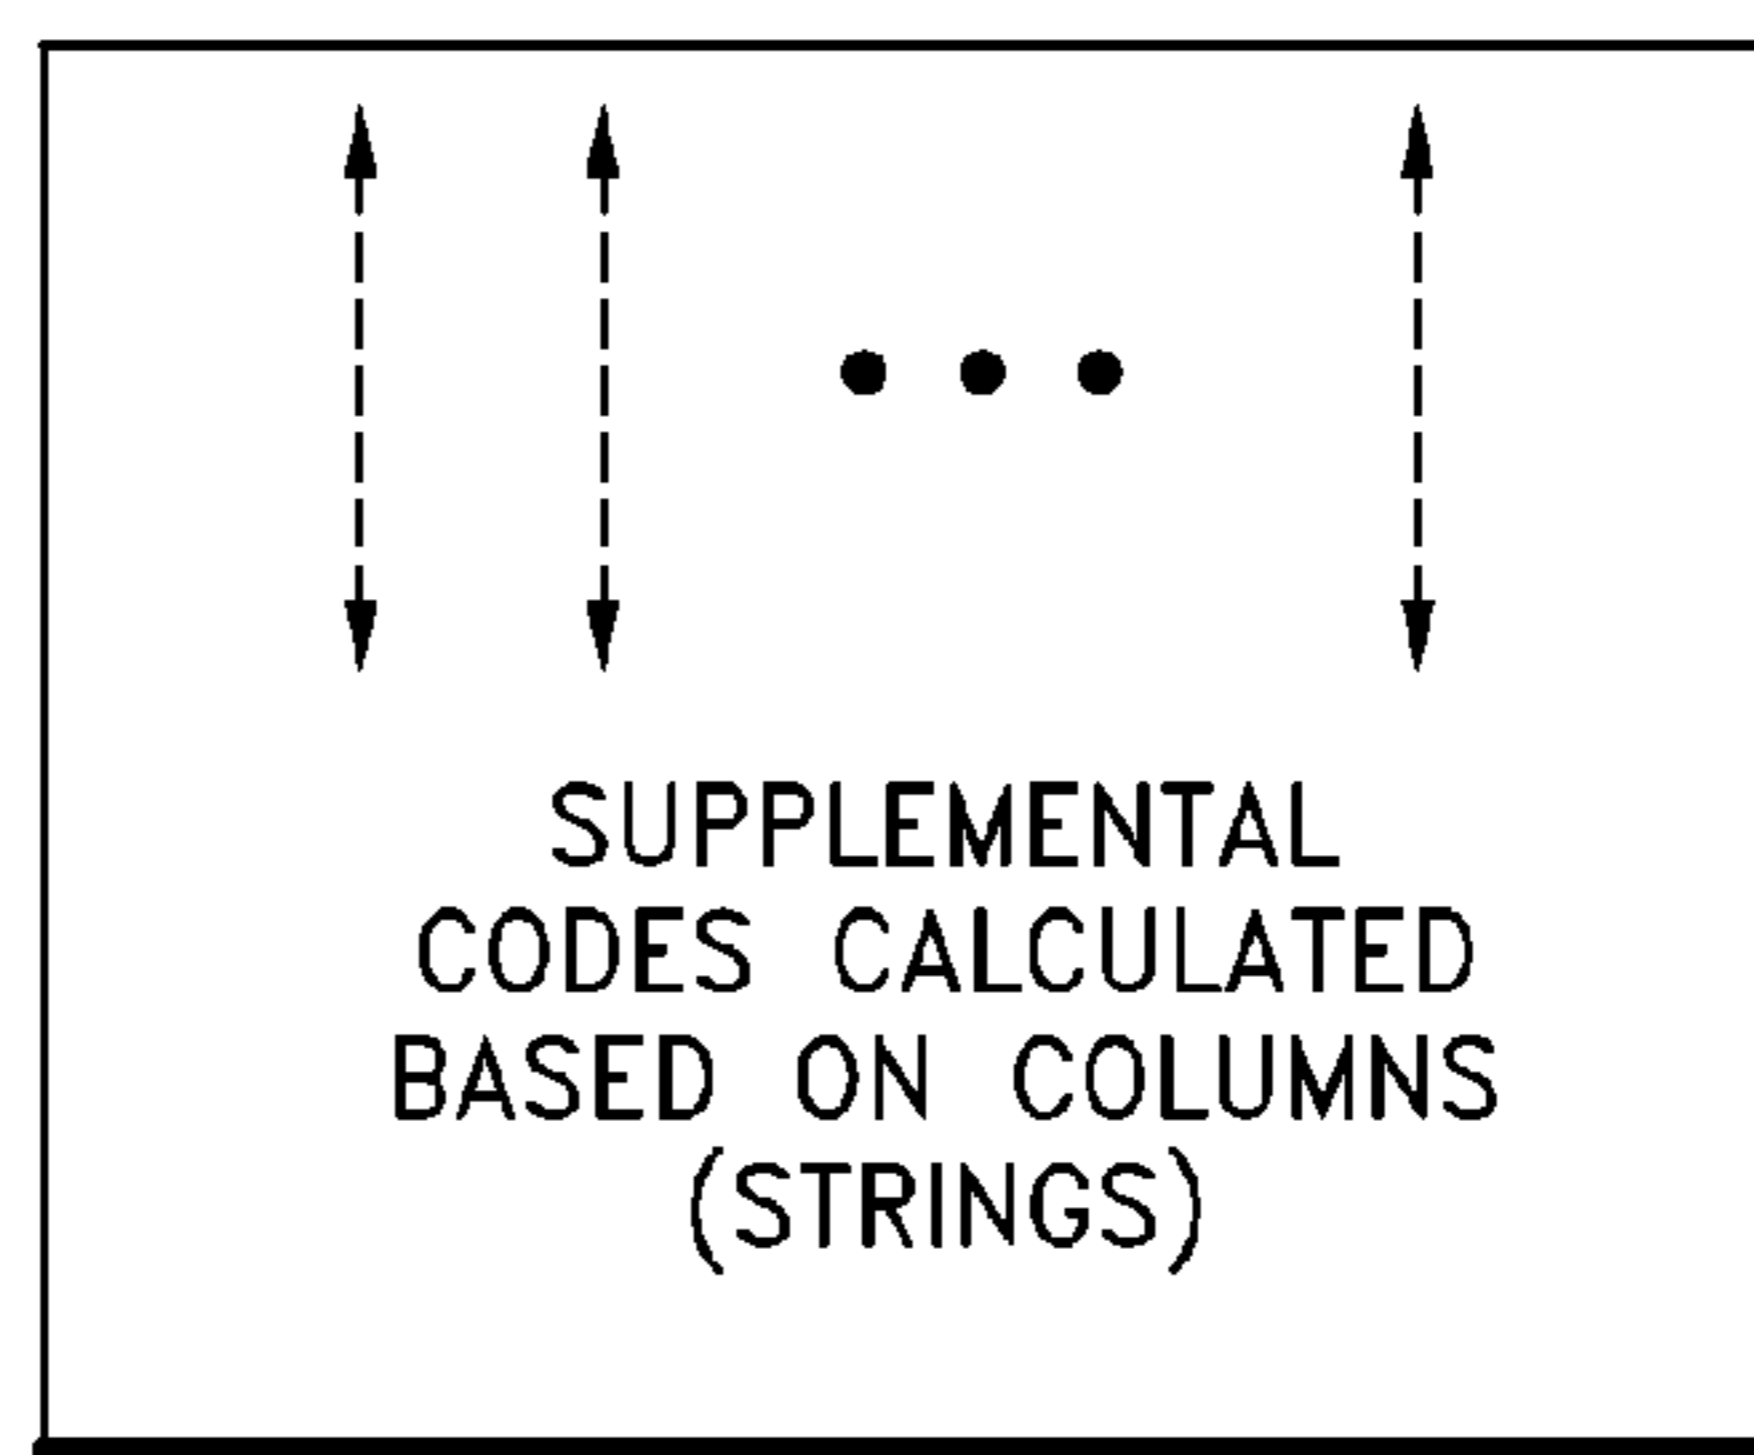 SUPPLEMENTAL
CODES CALCULATED
BASED ON COLUMNS
(STRINGS)